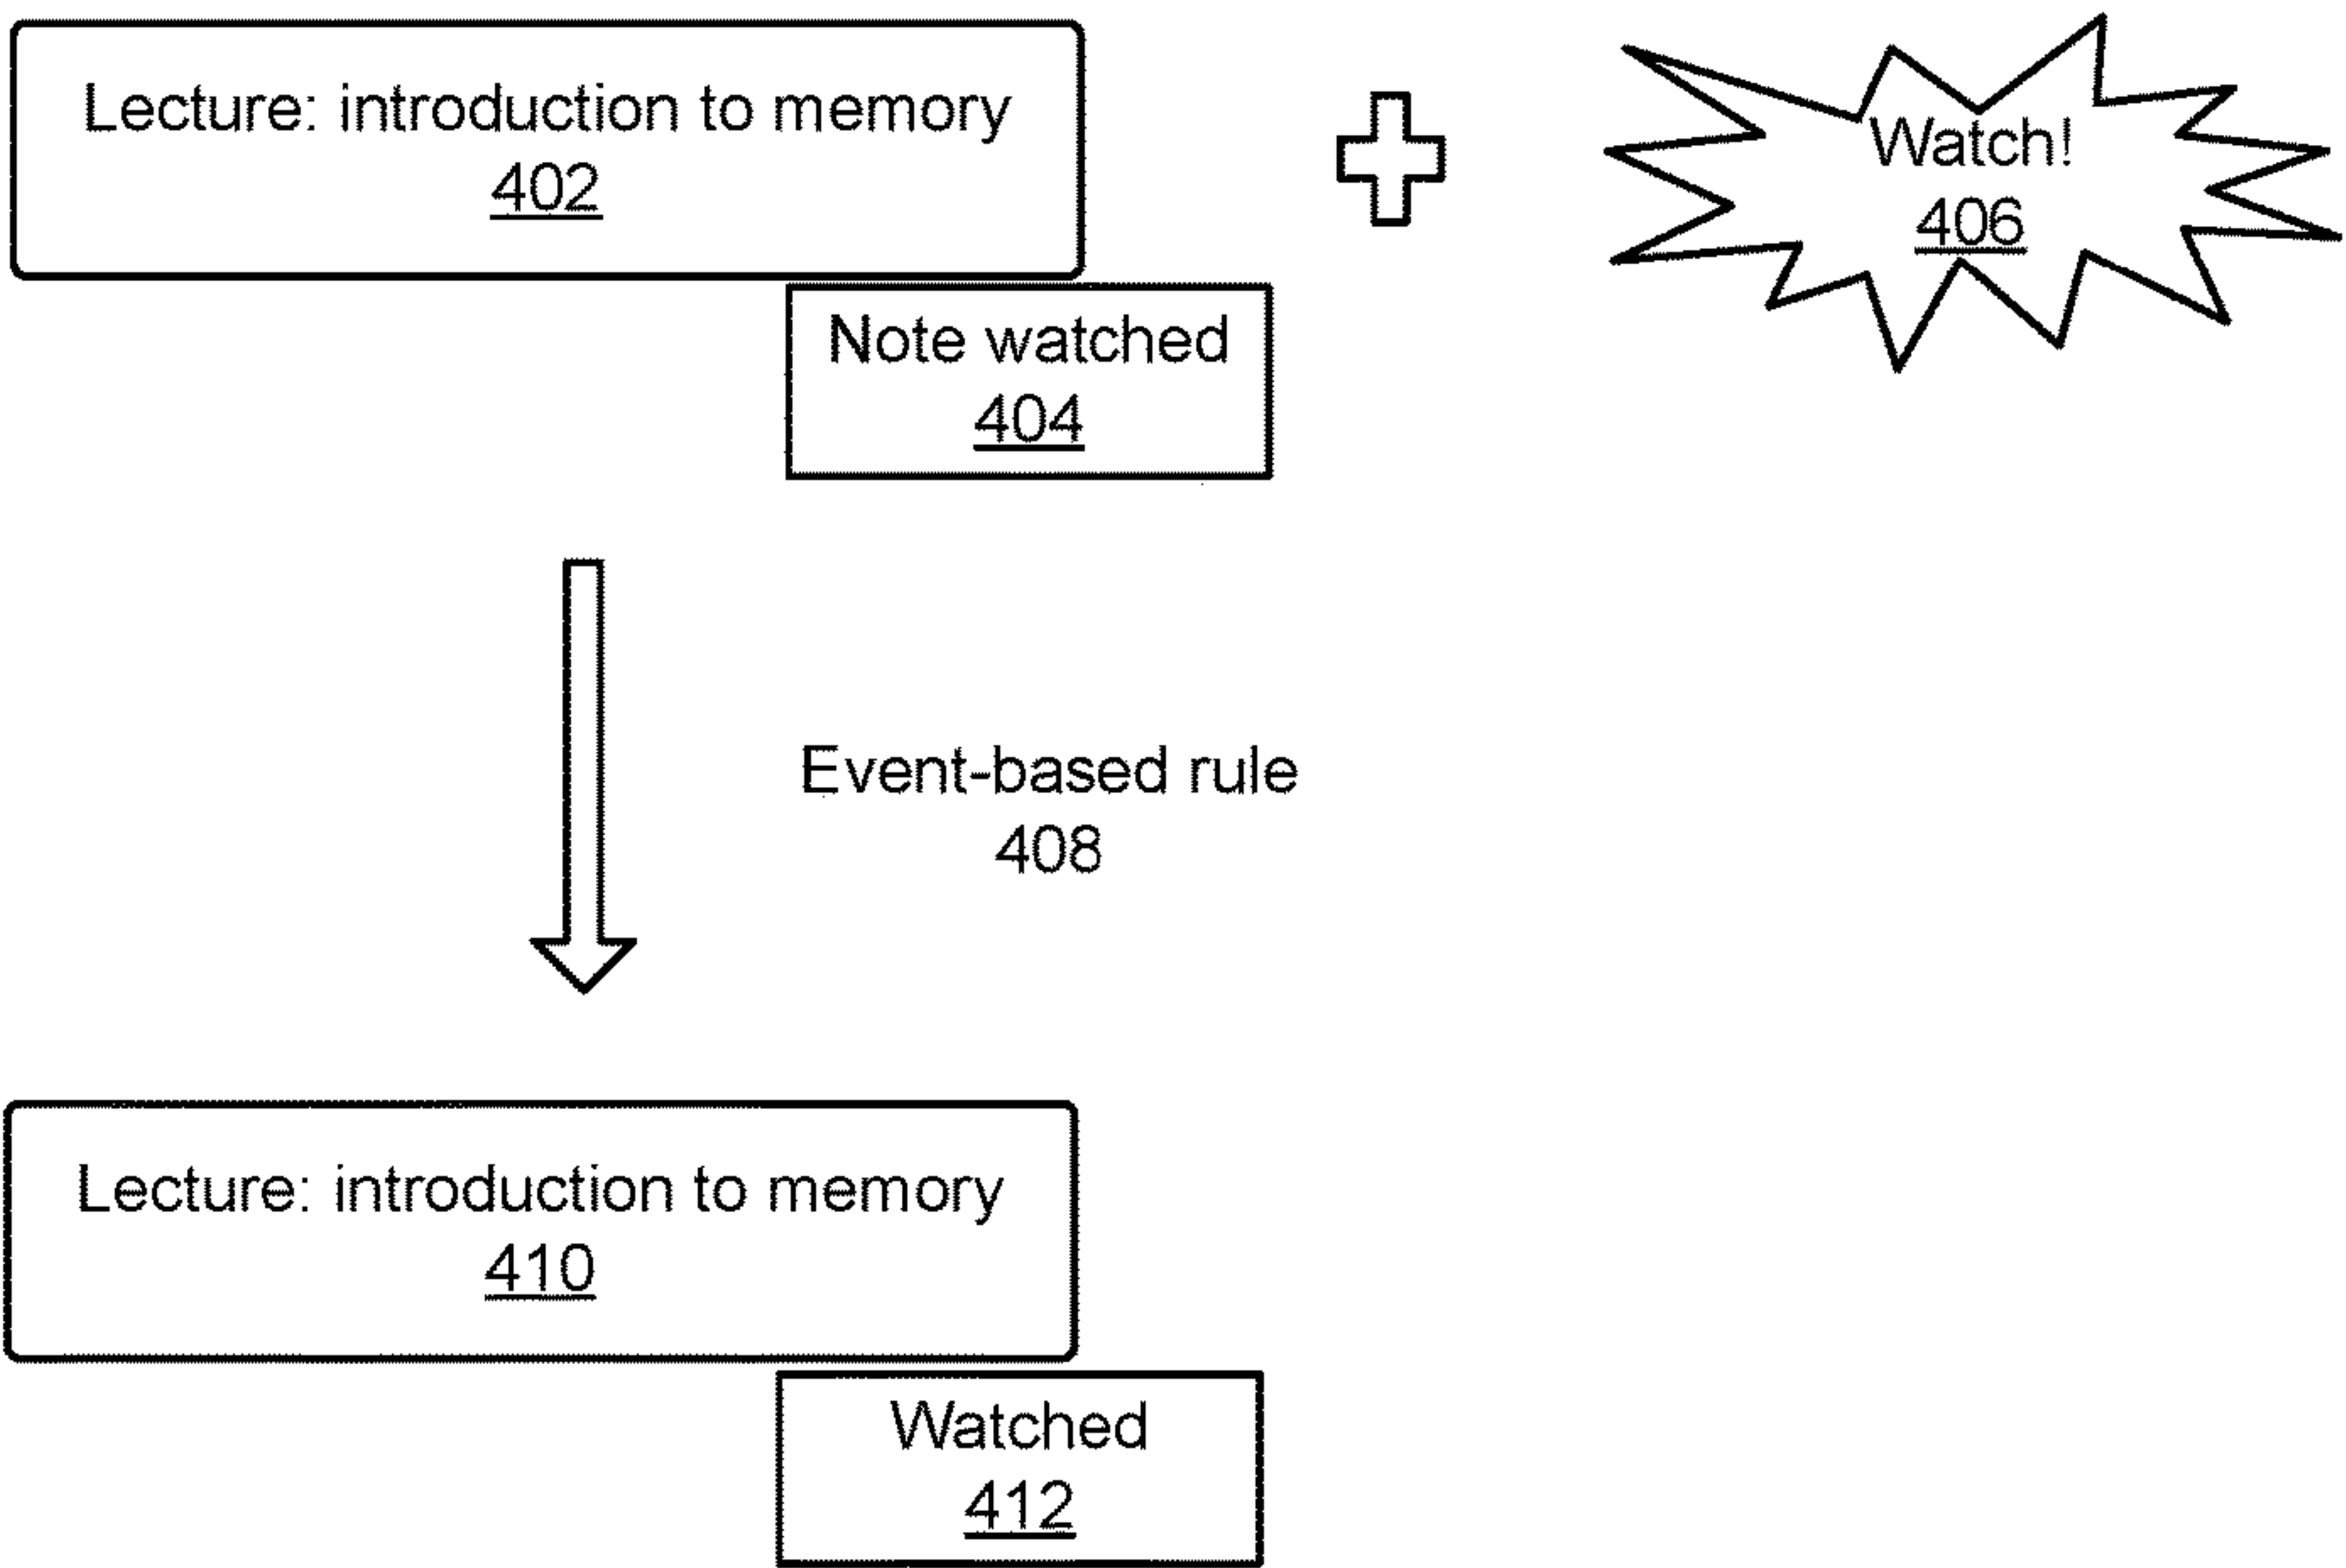 Lecture: introduction to memory
402
Watch!
406
Note watched
404
Event-based rule
408
Lecture: introduction to memory
410
Watched
412